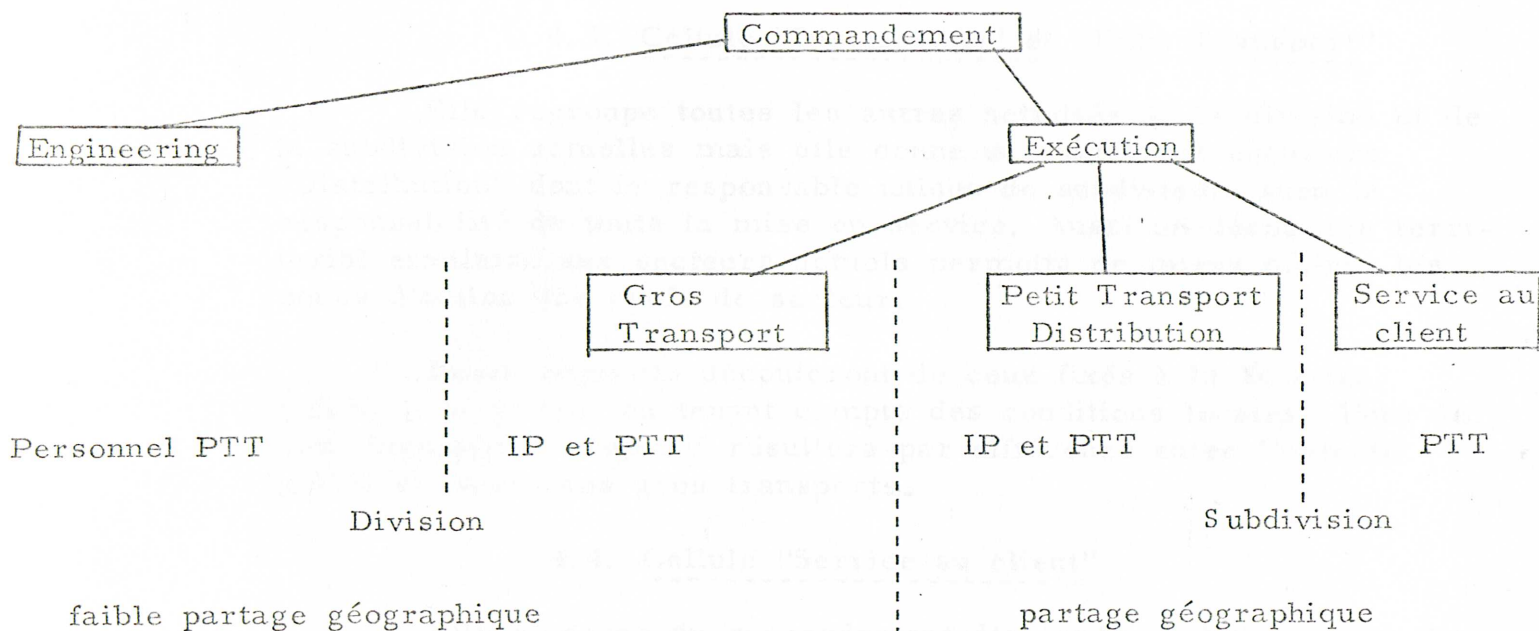 Commandement
Engineering
Exécution
Gros
Transport
Petit Transport
Distribution
Service au
client
Personnel PTT
IP et PTT
IP et PTT
PTT
Division
Subdivision
faible partage géographique
partage géographique